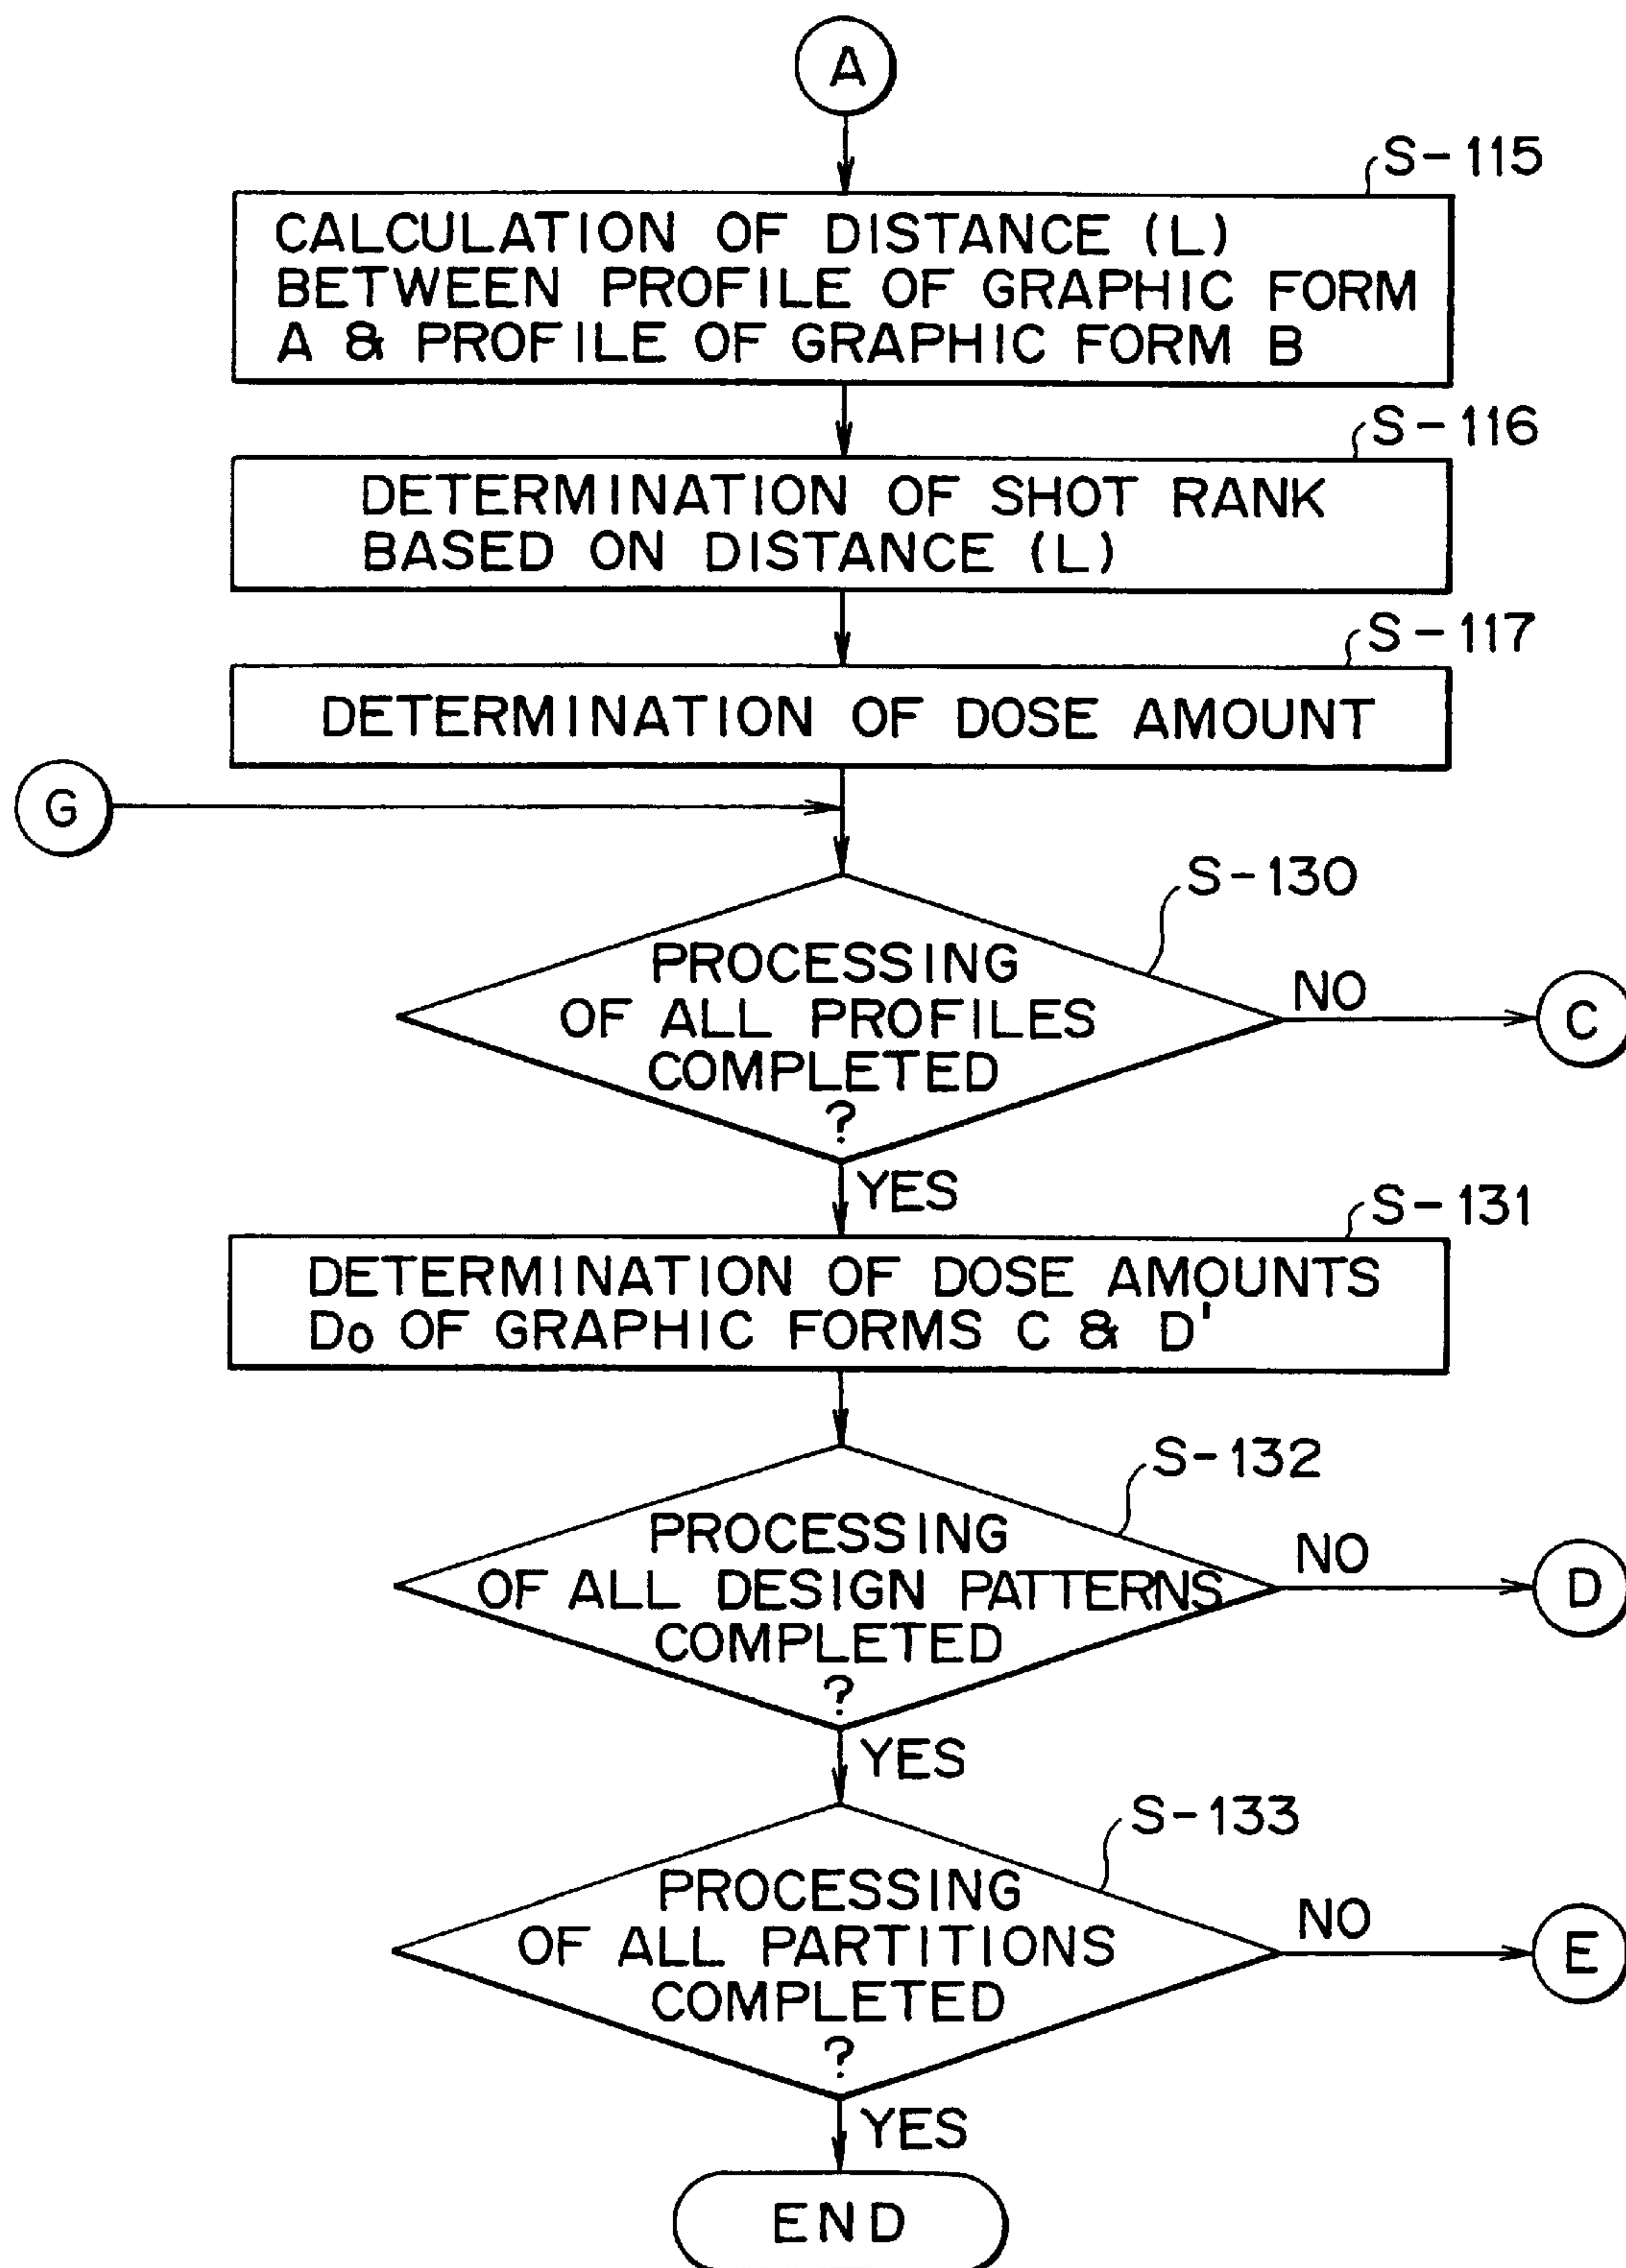 A
S-115
CALCULATION OF DISTANCE (L)
BETWEEN PROFILE OF GRAPHIC FORM
A & PROFILE OF GRAPHIC FORM B
S-116
DETERMINATION OF SHOT RANK
BASED ON DISTANCE (L)
S-117
DETERMINATION OF DOSE AMOUNT
G
S-130
PROCESSING
OF ALL PROFILES
COMPLETED
?
NO
C
YES
S-131
DETERMINATION OF DOSE AMOUNTS
D₀ OF GRAPHIC FORMS C & D'
S-132
PROCESSING
OF ALL DESIGN PATTERNS
COMPLETED
?
NO
D
YES
S-133
PROCESSING
OF ALL PARTITIONS
COMPLETED
?
NO
E
YES
END